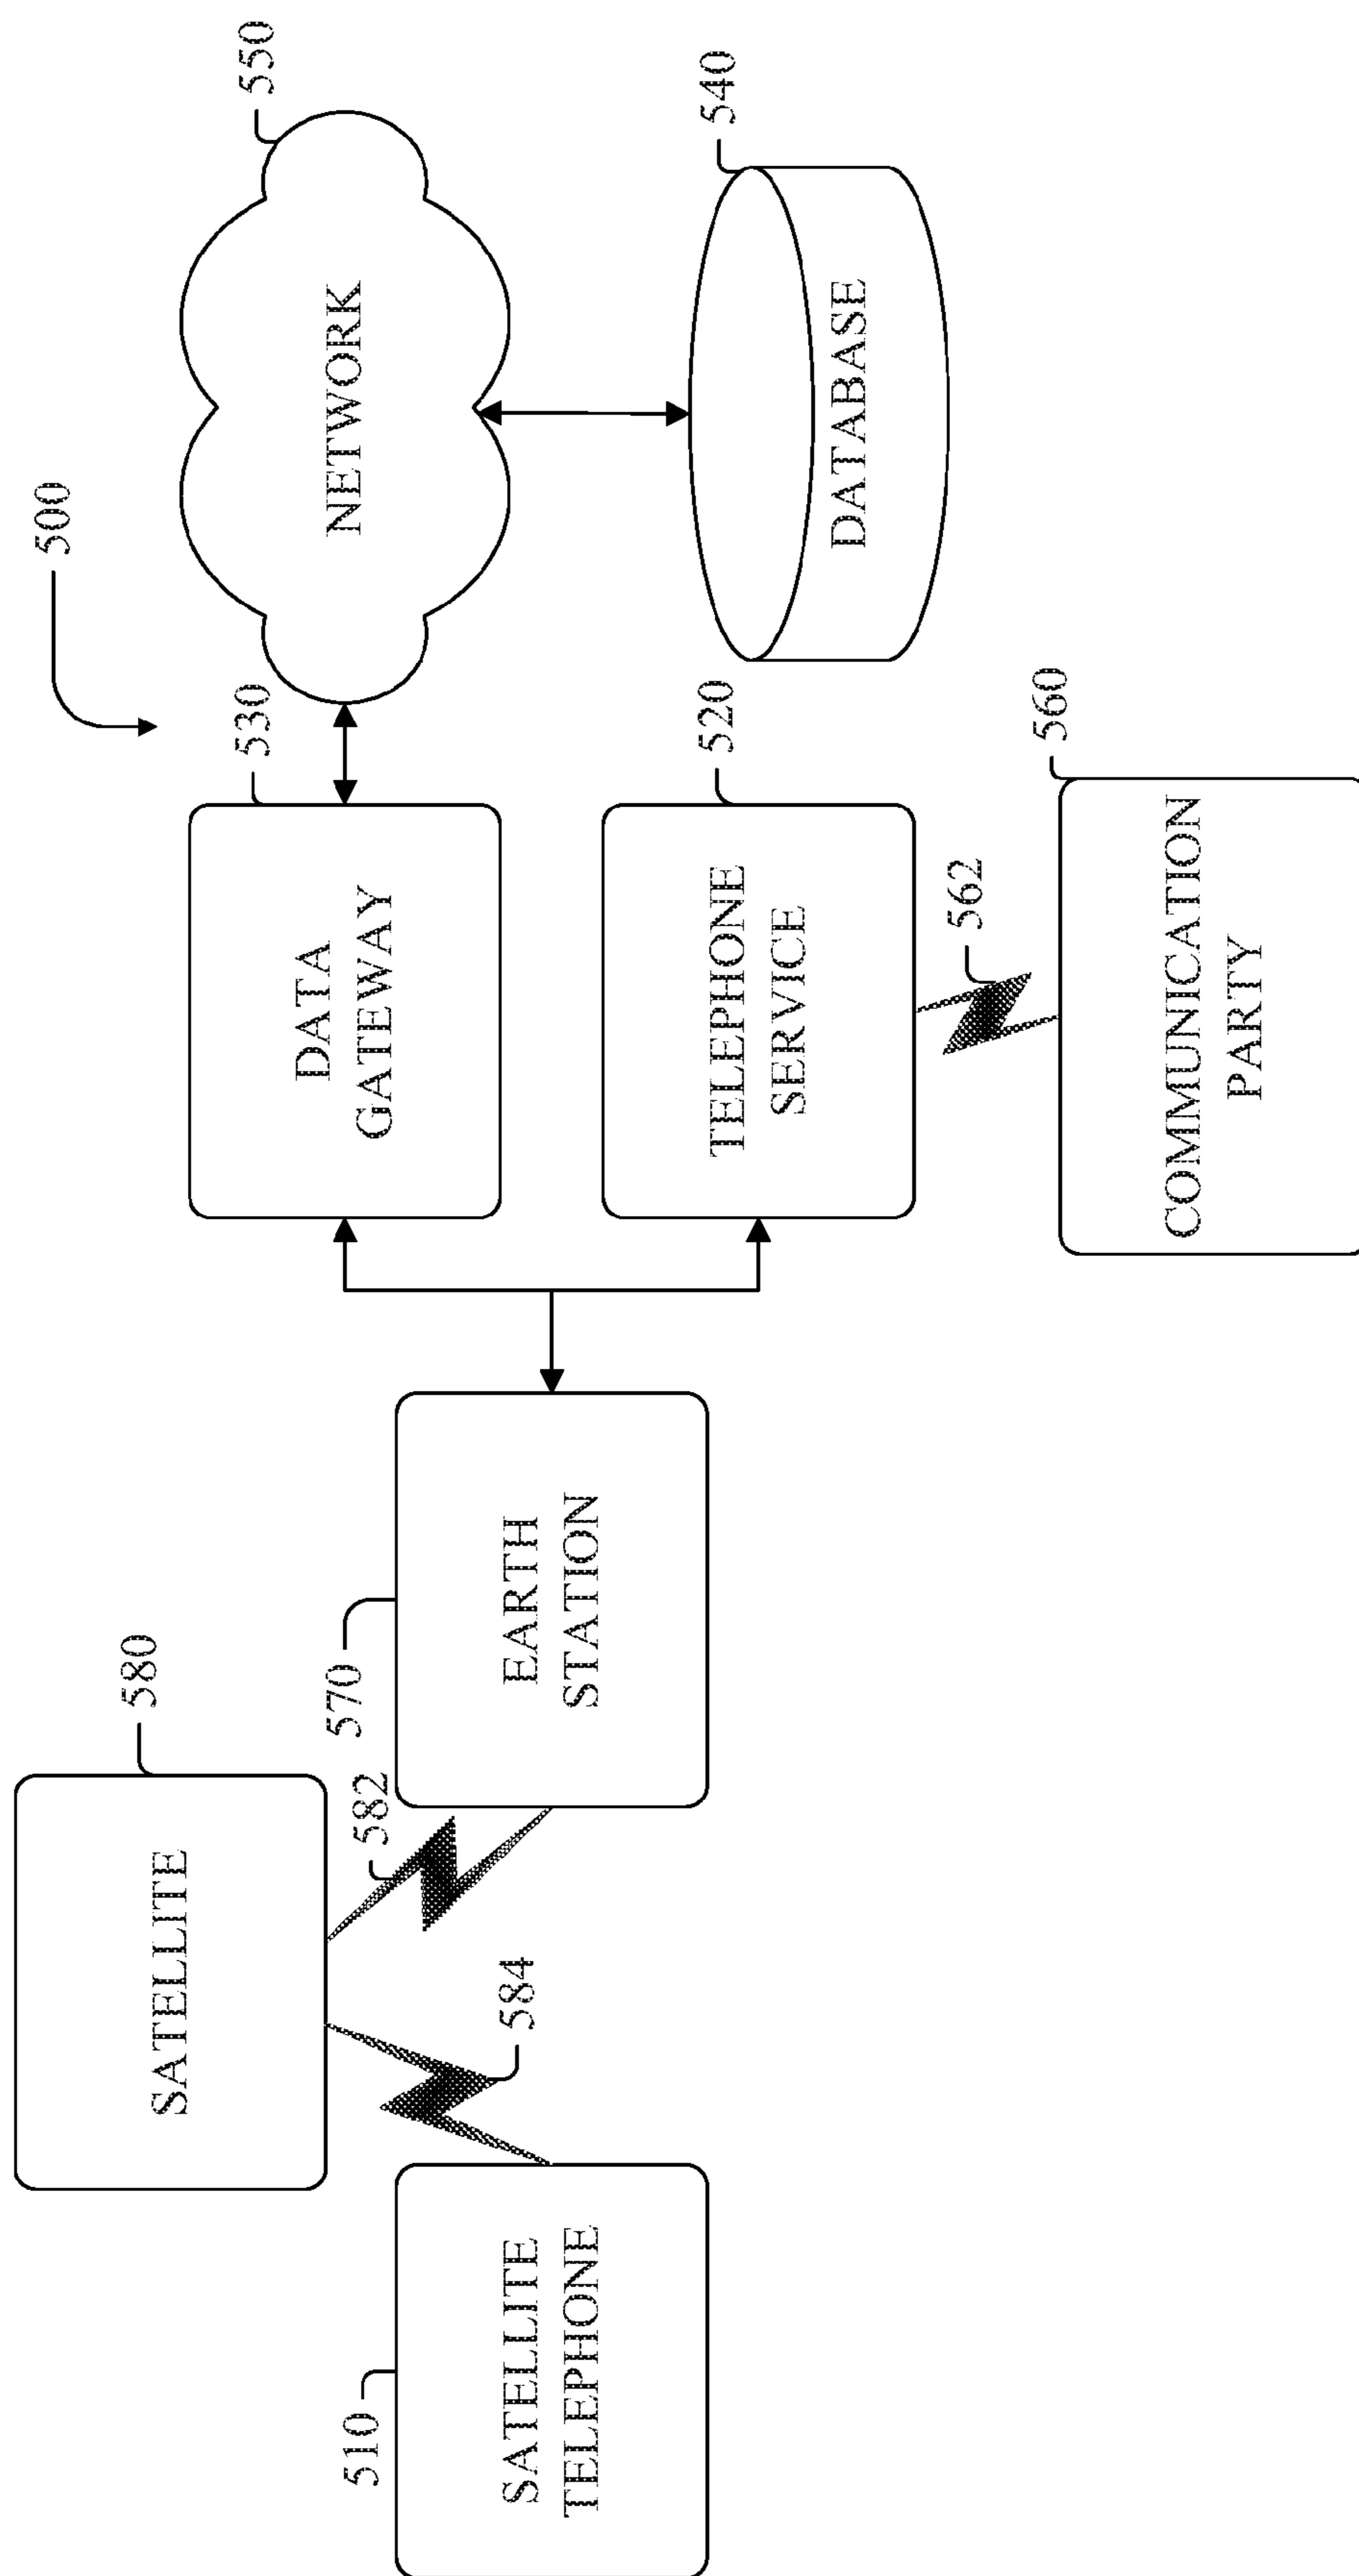 500
580
SATELLITE
510
SATELLITE
TELEPHONE
584
582
570
EARTH
STATION
530
DATA
GATEWAY
550
NETWORK
520
TELEPHONE
SERVICE
540
DATABASE
562
560
COMMUNICATION
PARTY